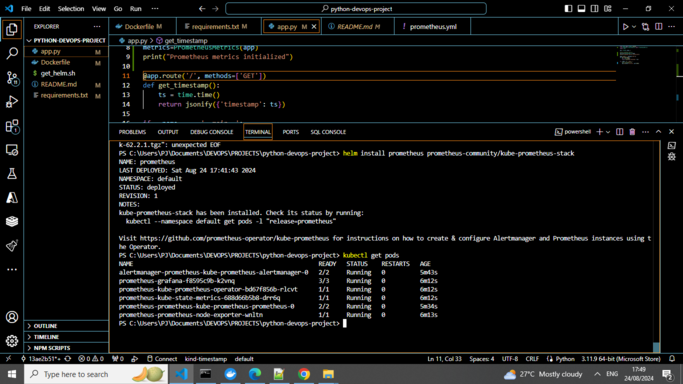 File Edit Selection View Go Run ...
python-devops-project
EXPLORER
PYTHON-DEVOPS-PROJECT
app.py M
Dockerfile M
get_helm.sh
README.md M
requirements.txt M
OUTLINE
TIMELINE
NPM SCRIPTS
Dockerfile M
requirements.txt M
app.py M
README.md M
prometheus.yml
app.py > get_timestamp
8 metrics=PrometheusMetrics(app)
9 print("Prometheus metrics initialized")
10
11 @app.route('/', methods=['GET'])
12 def get_timestamp():
13 ts = time.time()
14 return jsonify({'timestamp': ts})
15
PROBLEMS OUTPUT DEBUG CONSOLE TERMINAL PORTS SQL CONSOLE
powershell
k-62.2.1.tgz": unexpected EOF
PS C:\Users\PJ\Documents\DEVOPS\PROJECTS\python-devops-project> helm install prometheus prometheus-community/kube-prometheus-stack
NAME: prometheus
LAST DEPLOYED: Sat Aug 24 17:41:43 2024
NAMESPACE: default
STATUS: deployed
REVISION: 1
NOTES:
kube-prometheus-stack has been installed. Check its status by running:
kubectl --namespace default get pods -l "release=prometheus"
Visit https://github.com/prometheus-operator/kube-prometheus for instructions on how to create & configure Alertmanager and Prometheus instances using t
he Operator.
PS C:\Users\PJ\Documents\DEVOPS\PROJECTS\python-devops-project> kubectl get pods
NAME READY STATUS RESTARTS AGE
alertmanager-prometheus-kube-prometheus-alertmanager-0 2/2 Running 0 5m43s
prometheus-grafana-f8595c9b-k2vnq 3/3 Running 0 6m12s
prometheus-kube-prometheus-operator-bd67f856b-rlcvt 1/1 Running 0 6m12s
prometheus-kube-state-metrics-688d66b5b8-drr6q 1/1 Running 0 6m12s
prometheus-prometheus-kube-prometheus-prometheus-0 2/2 Running 0 5m34s
prometheus-prometheus-node-exporter-wnltn 1/1 Running 0 6m13s
PS C:\Users\PJ\Documents\DEVOPS\PROJECTS\python-devops-project>
13ae2b51* 0 0 0 Connect kind-timestamp default
Ln 11, Col 33 Spaces: 4 UTF-8 CRLF Python 3.11.9 64-bit (Microsoft Store)
Type here to search
27°C Mostly cloudy
ENG
17:49
24/08/2024